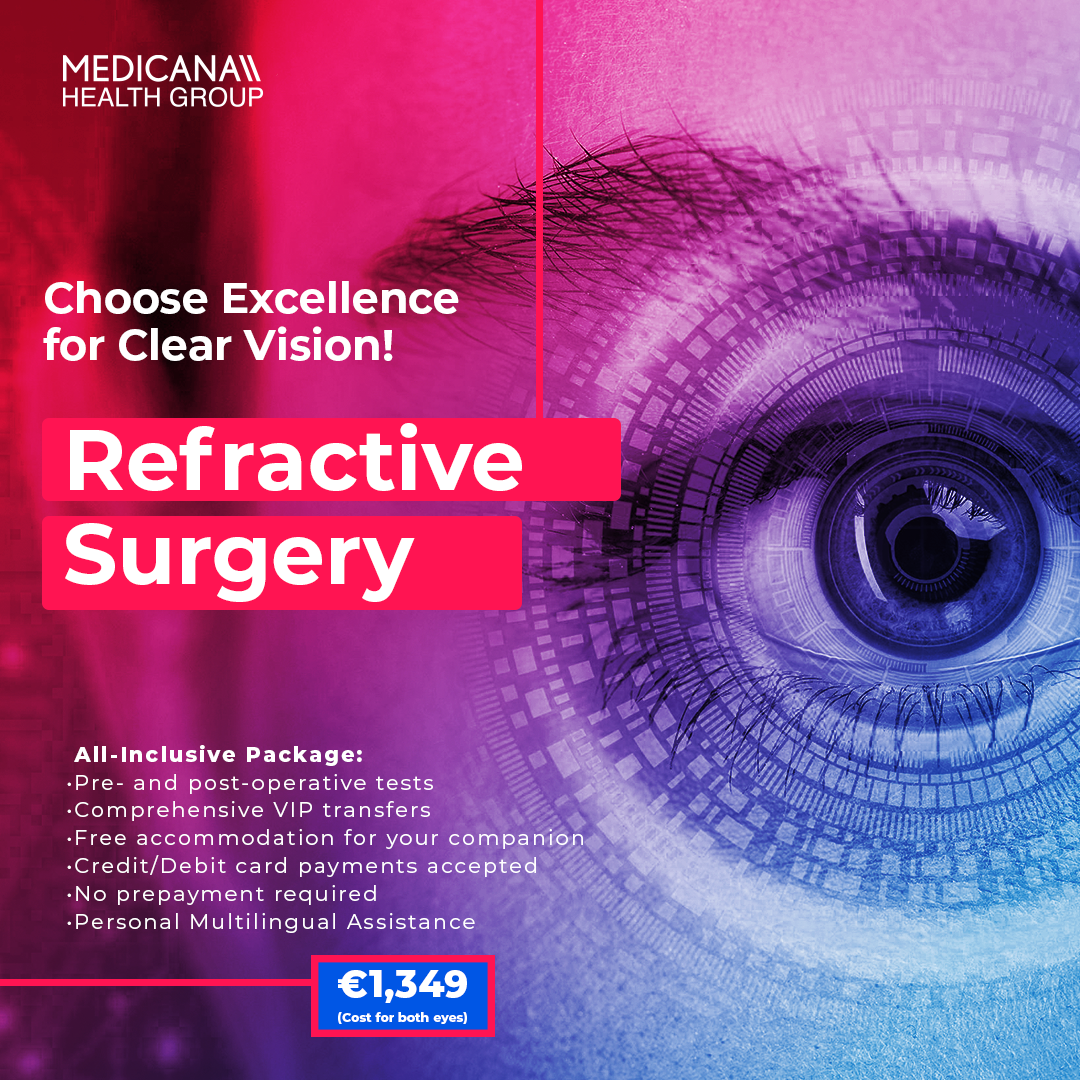 MEDICANA
HEALTH GROUP
Choose Excellence
for Clear Vision!
Refractive
Surgery
All-Inclusive Package:
•Pre- and post-operative tests
•Comprehensive VIP transfers
•Free accommodation for your companion
•Credit/Debit card payments accepted
•No prepayment required
•Personal Multilingual Assistance
€1,349
(Cost for both eyes)